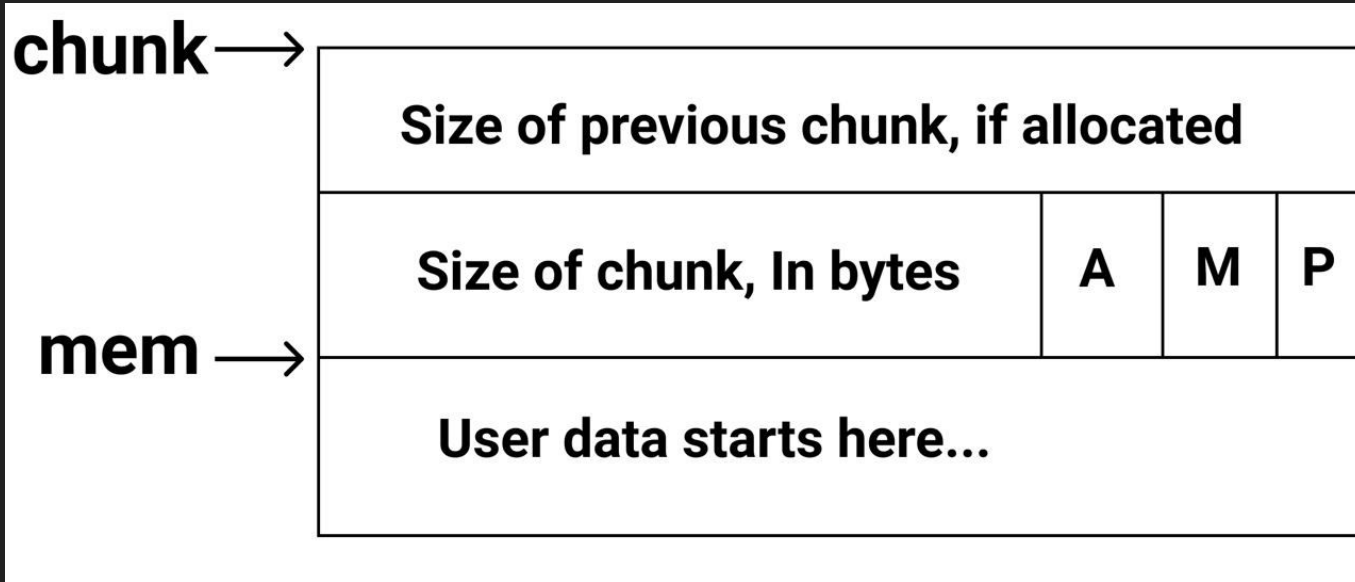 chunk
Size of previous chunk, if allocated
Size of chunk, In bytes A M P
mem
User data starts here...